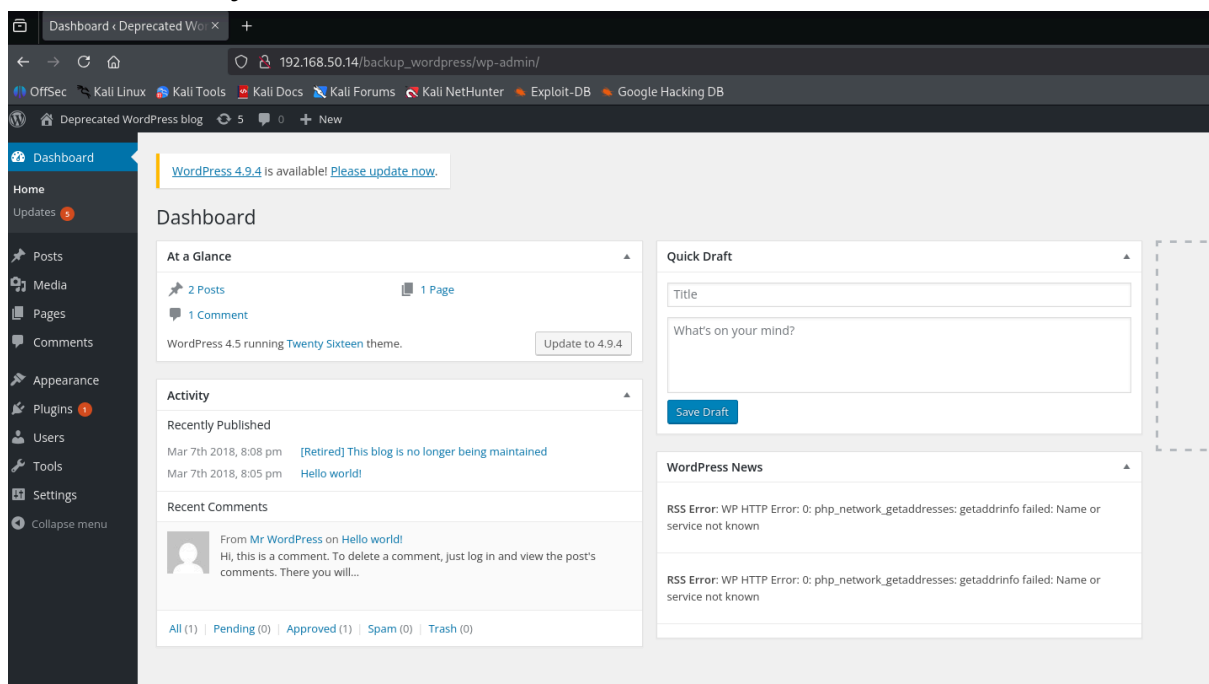 Dashboard ‹ Deprecated Wor
192.168.50.14/backup_wordpress/wp-admin/
OffSec Kali Linux Kali Tools Kali Docs Kali Forums Kali NetHunter Exploit-DB Google Hacking DB
Deprecated WordPress blog 5 0 + New
Dashboard
Home
Updates 5
Posts
Media
Pages
Comments
Appearance
Plugins 1
Users
Tools
Settings
Collapse menu
WordPress 4.9.4 is available! Please update now.
Dashboard
At a Glance
2 Posts 1 Page
1 Comment
WordPress 4.5 running Twenty Sixteen theme. Update to 4.9.4
Activity
Recently Published
Mar 7th 2018, 8:08 pm [Retired] This blog is no longer being maintained
Mar 7th 2018, 8:05 pm Hello world!
Recent Comments
From Mr WordPress on Hello world!
Hi, this is a comment. To delete a comment, just log in and view the post's
comments. There you will...
All (1) | Pending (0) | Approved (1) | Spam (0) | Trash (0)
Quick Draft
Title
What's on your mind?
Save Draft
WordPress News
RSS Error: WP HTTP Error: 0: php_network_getaddresses: getaddrinfo failed: Name or
service not known
RSS Error: WP HTTP Error: 0: php_network_getaddresses: getaddrinfo failed: Name or
service not known